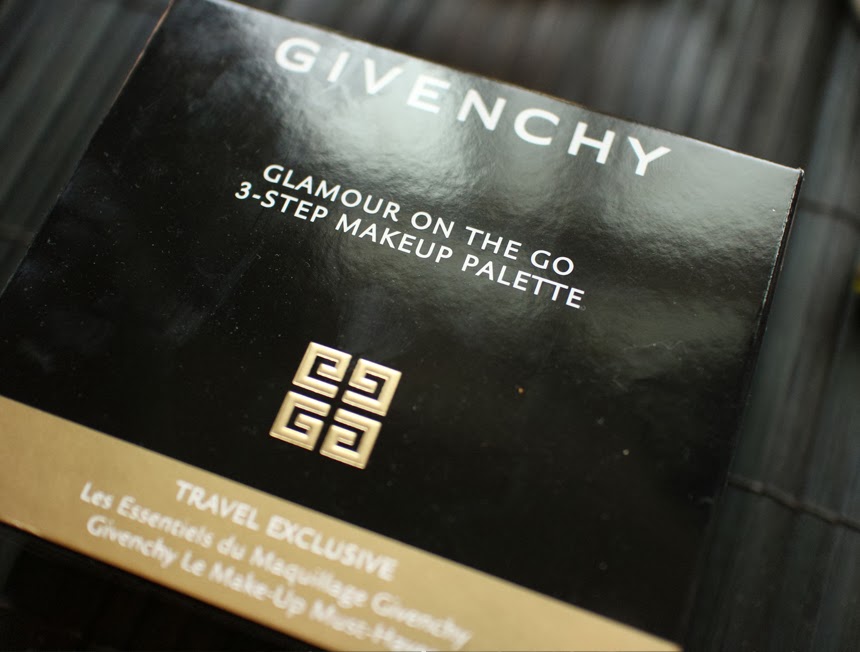 GIVENCHY
GLAMOUR ON THE GO
3-STEP MAKEUP PALETTE
TRAVEL EXCLUSIVE
Les Essentiels du Maquillage Givenchy
Givenchy Le Make-Up Must-Haves